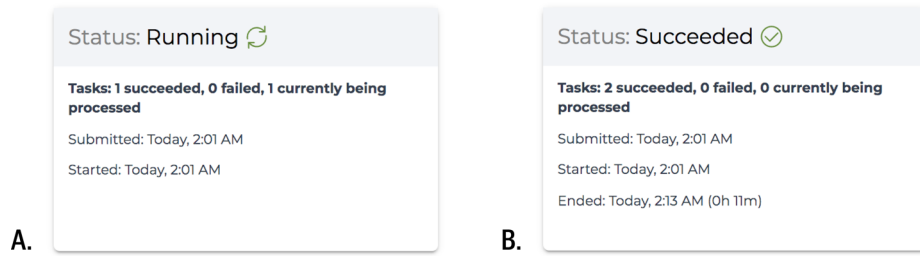 Status: Running
Tasks: 1 succeeded, 0 failed, 1 currently being
processed
Submitted: Today, 2:01 AM
Started: Today, 2:01 AM
A.
Status: Succeeded
Tasks: 2 succeeded, 0 failed, 0 currently being
processed
Submitted: Today, 2:01 AM
Started: Today, 2:01 AM
Ended: Today, 2:13 AM (0h 11m)
B.